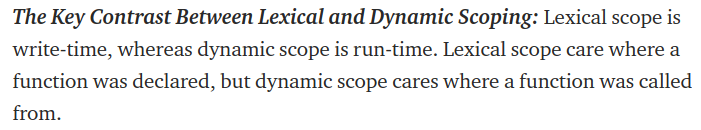 The Key Contrast Between Lexical and Dynamic Scoping: Lexical scope is
write-time, whereas dynamic scope is run-time. Lexical scope care where a
function was declared, but dynamic scope cares where a function was called
from.